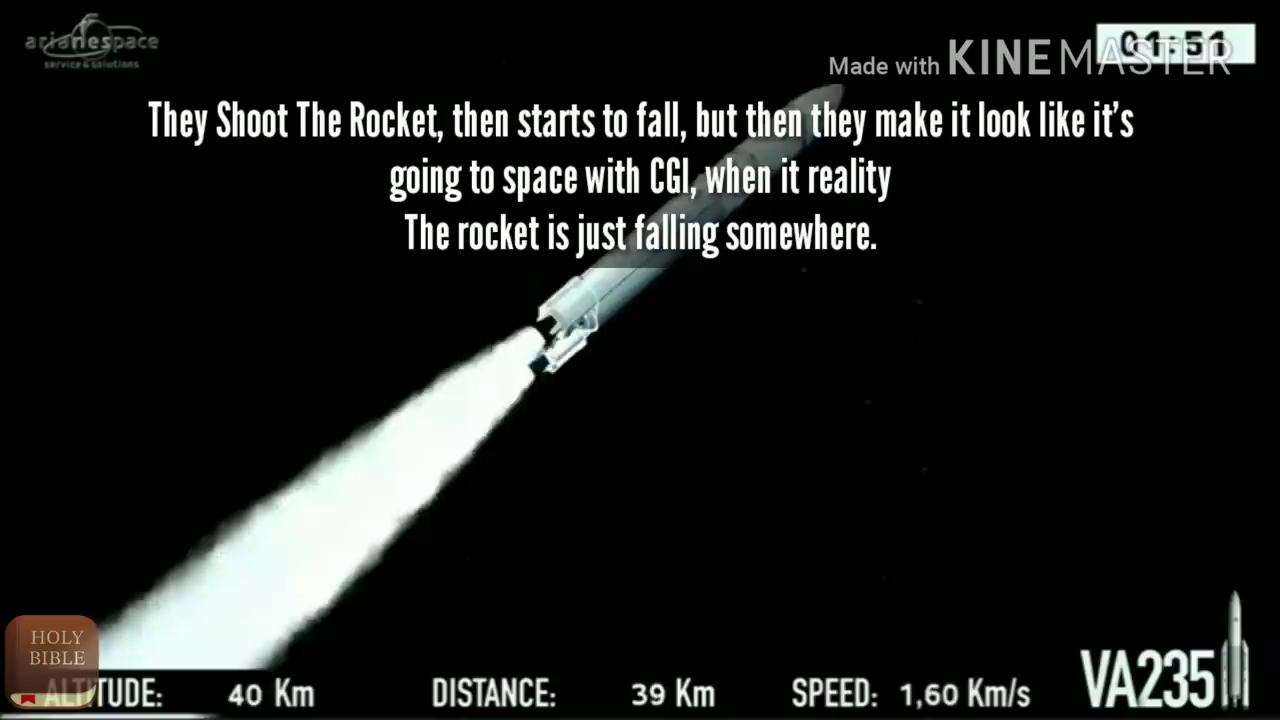 arianespace
service & solutions
01:51
Made with KINEMASTER
They Shoot The Rocket, then starts to fall, but then they make it look like it's
going to space with CGI, when it reality
The rocket is just falling somewhere.
HOLY
BIBLE
ALTITUDE: 40 Km DISTANCE: 39 Km SPEED: 1,60 Km/s VA235